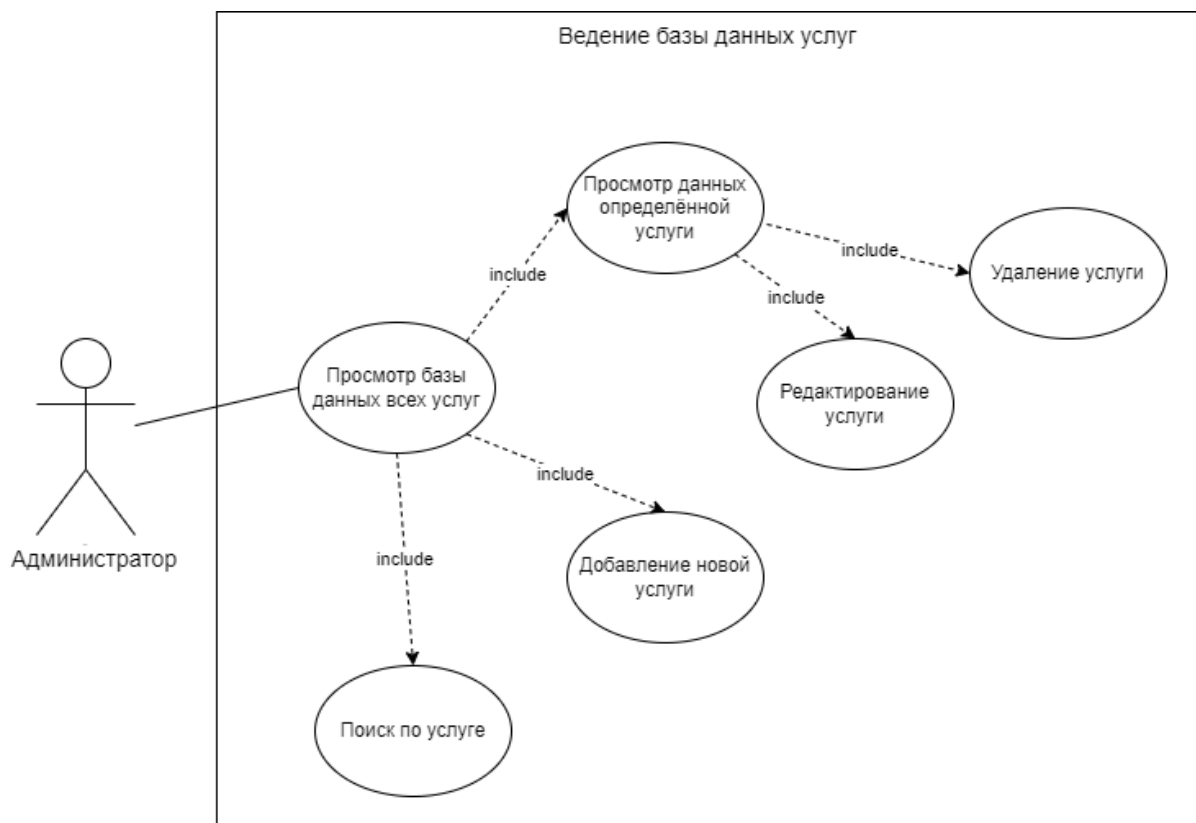 Ведение базы данных услуг
Просмотр данных
определённой
услуги
include
Удаление услуги
include
include
Просмотр базы
данных всех услуг
Редактирование
услуги
include
Администратор
include
Добавление новой
услуги
Поиск по услуге